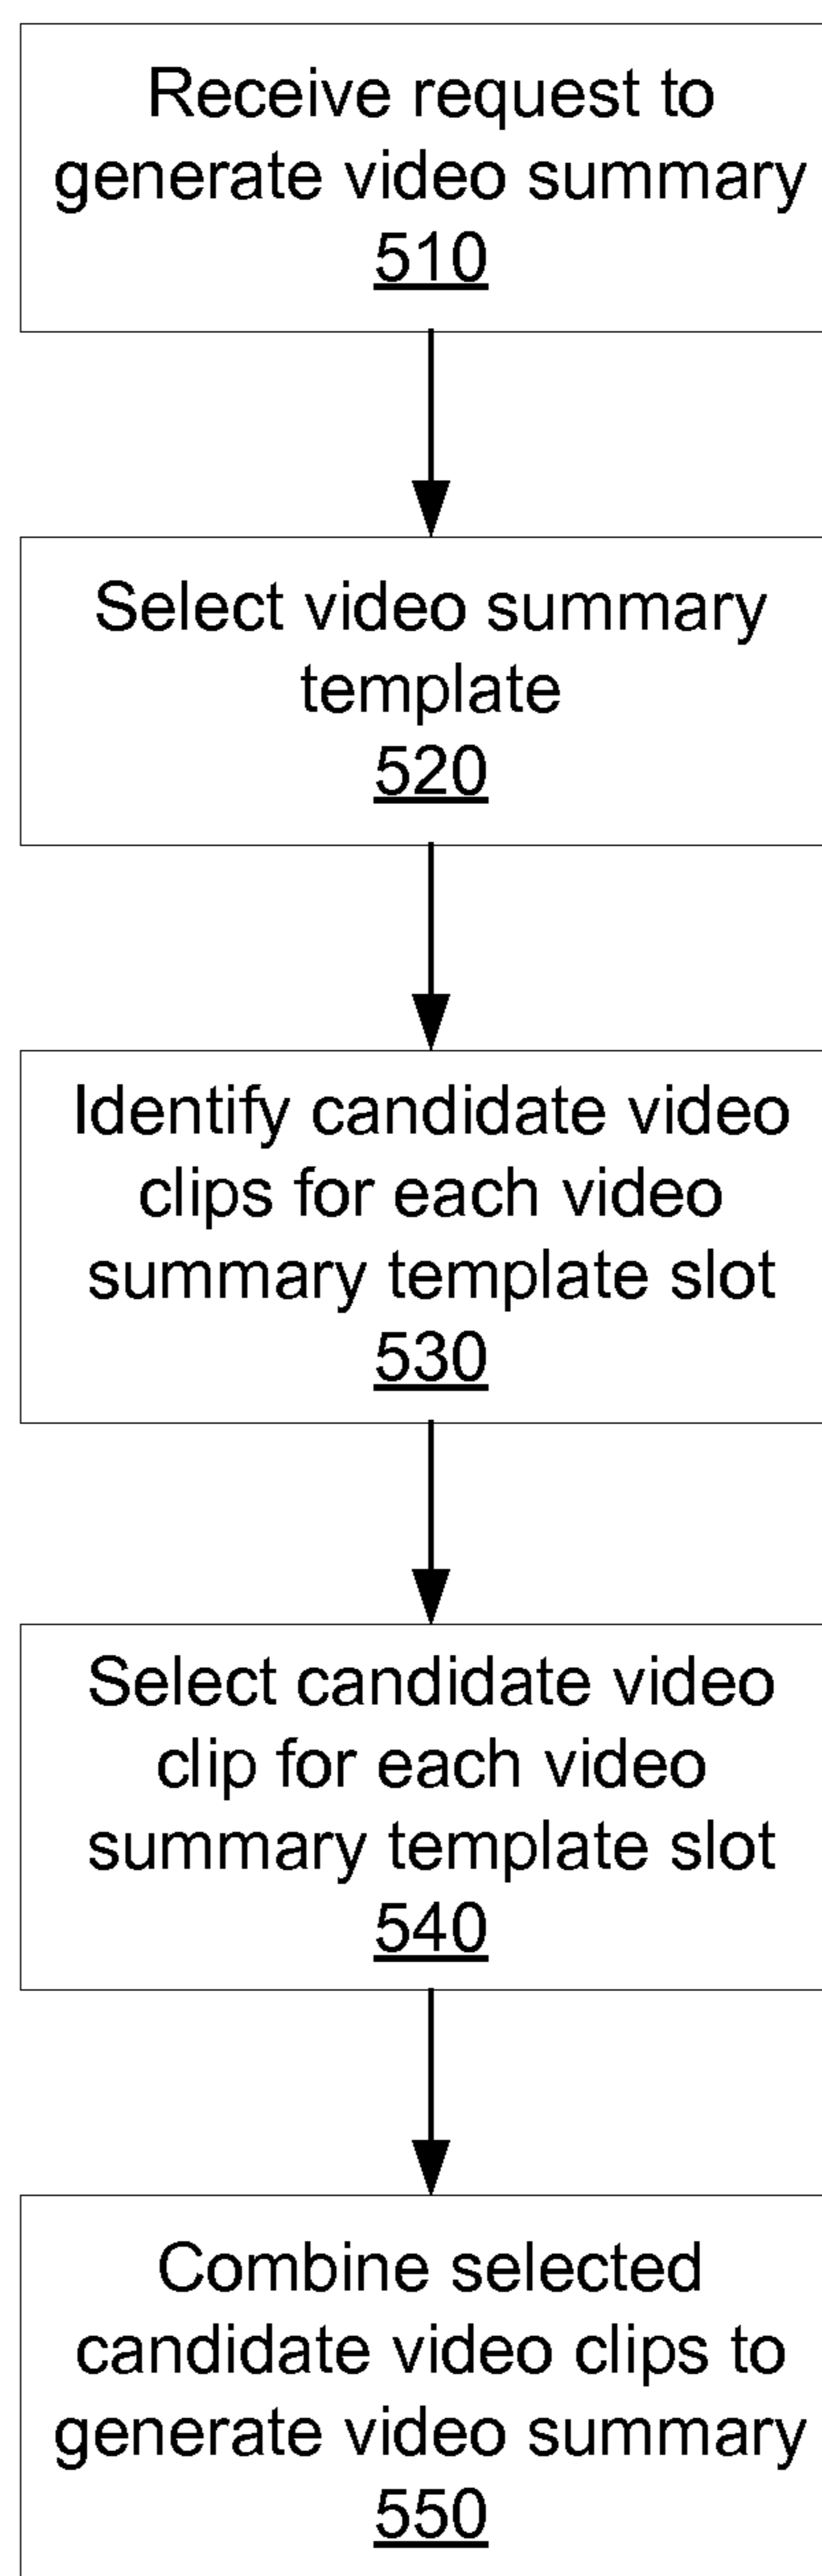 Receive request to
generate video summary
510
Select video summary
template
520
Identify candidate video
clips for each video
summary template slot
530
Select candidate video
clip for each video
summary template slot
540
Combine selected
candidate video clips to
generate video summary
550